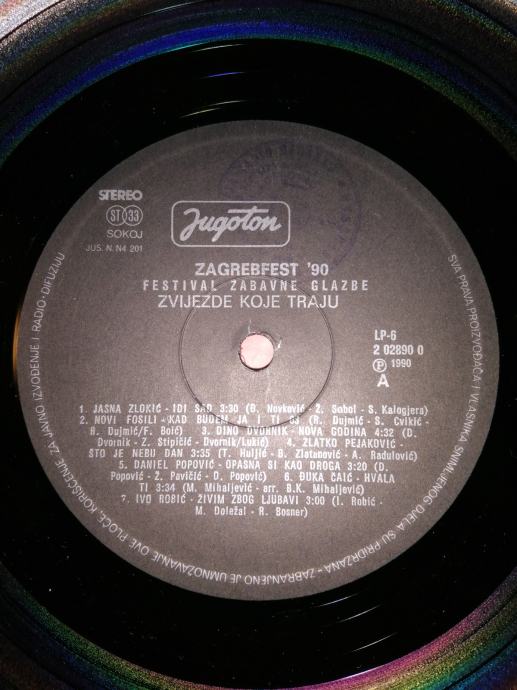 STEREO
ST 33
SOKOJ
JUS. N. N4 201
Jugoton
ZAGREBFEST '90
FESTIVAL ZABAVNE GLAZBE
ZVIJEZDE KOJE TRAJU
LP-6
2 02890 0
Ⓟ 1990
A
1. JASNA ZLOKIĆ - IDI SAD 3:30 (D. Novković - Ž. Sabol - S. Kalogjera)
2. NOVI FOSILI - KAD BUDEM JA I TI 03 (R. Dujmić - S. Cvikić -
R. Dujmić/F. Boić) 3. DINO DVORNIK - NOVA GODINA 4:32 (D.
Dvornik - Z. Stipičić - Dvornik/Lukić) 4. ZLATKO PEJAKOVIĆ -
ŠTO JE NEBU DAN 3:35 (T. Huljić - B. Zlatanović - A. Radulović)
5. DANIEL POPOVIĆ - OPASNA SI KAO DROGA 3:20 (D.
Popović - Ž. Pavičić - D. Popović) 6. ĐUKA ČAIĆ - HVALA
TI 3:34 (M. Mihaljević - arr. B.K. Mihaljević)
7. IVO ROBIĆ - ŽIVIM ZBOG LJUBAVI 3:00 (I. Robić -
M. Doležal - R. Bosner)
SVA PRAVA PROIZVOĐAČA I VLASNIKA SNIMLJENOG DJELA SU PRIDRŽANA - ZABRANJENO JE UMNOŽAVANJE OVE PLOČE, KORIŠĆENJE ZA JAVNO IZVOĐENJE I RADIO-DIFUZIJU